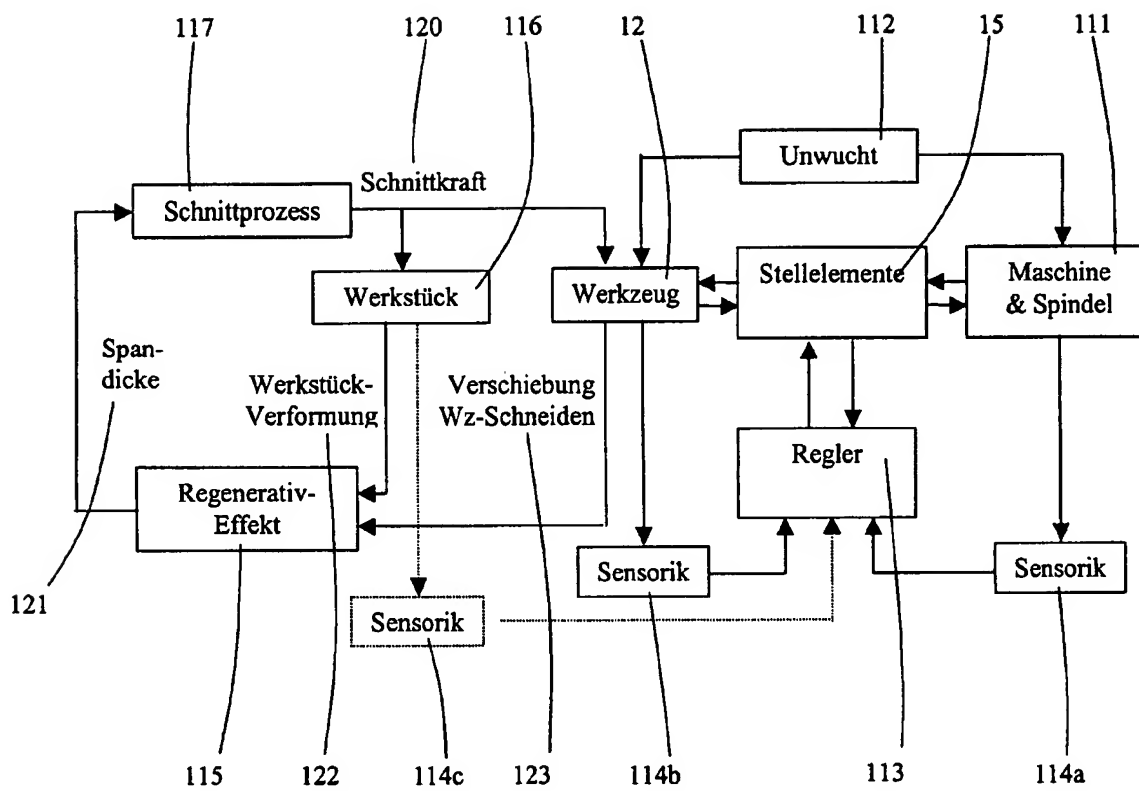 117
120
116
12
112
15
111
Unwucht
Schnittkraft
Schnittprozess
Werkstück
Werkzeug
Stellelemente
Maschine
& Spindel
Span-
dicke
Werkstück-
Verformung
Verschiebung
Wz-Schneiden
Regler
Regenerativ-
Effekt
Sensorik
Sensorik
Sensorik
121
115
122
114c
123
114b
113
114a